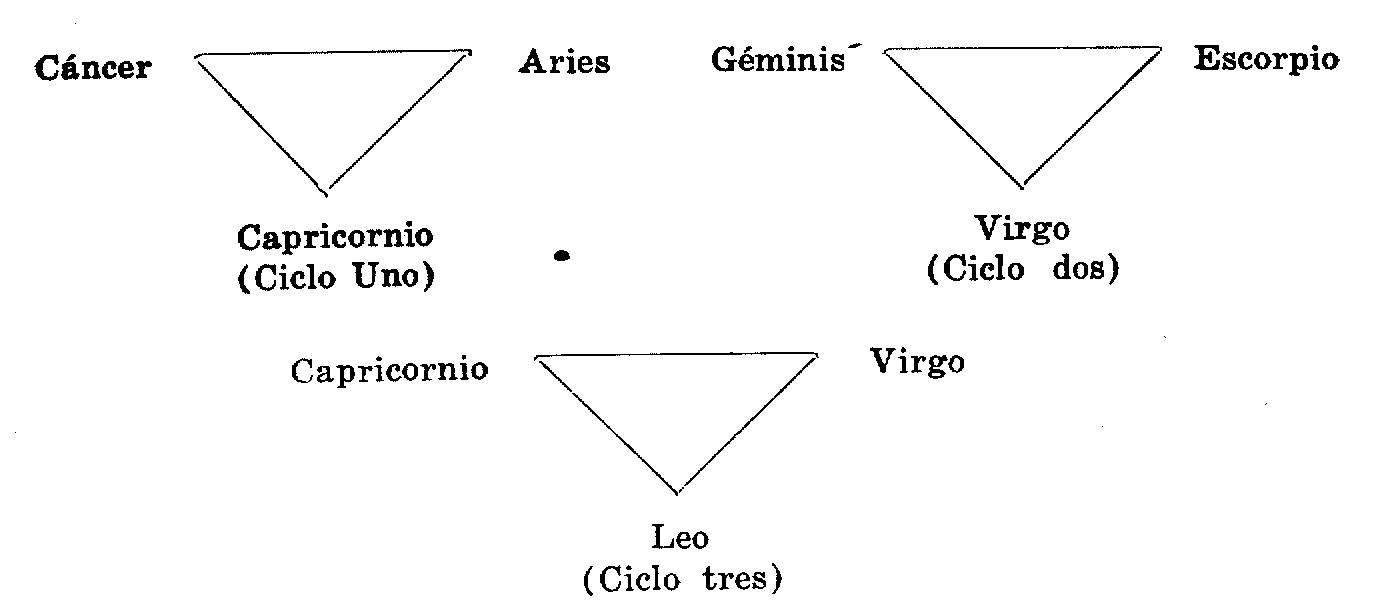 Cáncer Aries Géminis Escorpio
Capricornio
(Ciclo Uno)
Virgo
(Ciclo dos)
Capricornio Virgo
Leo
(Ciclo tres)